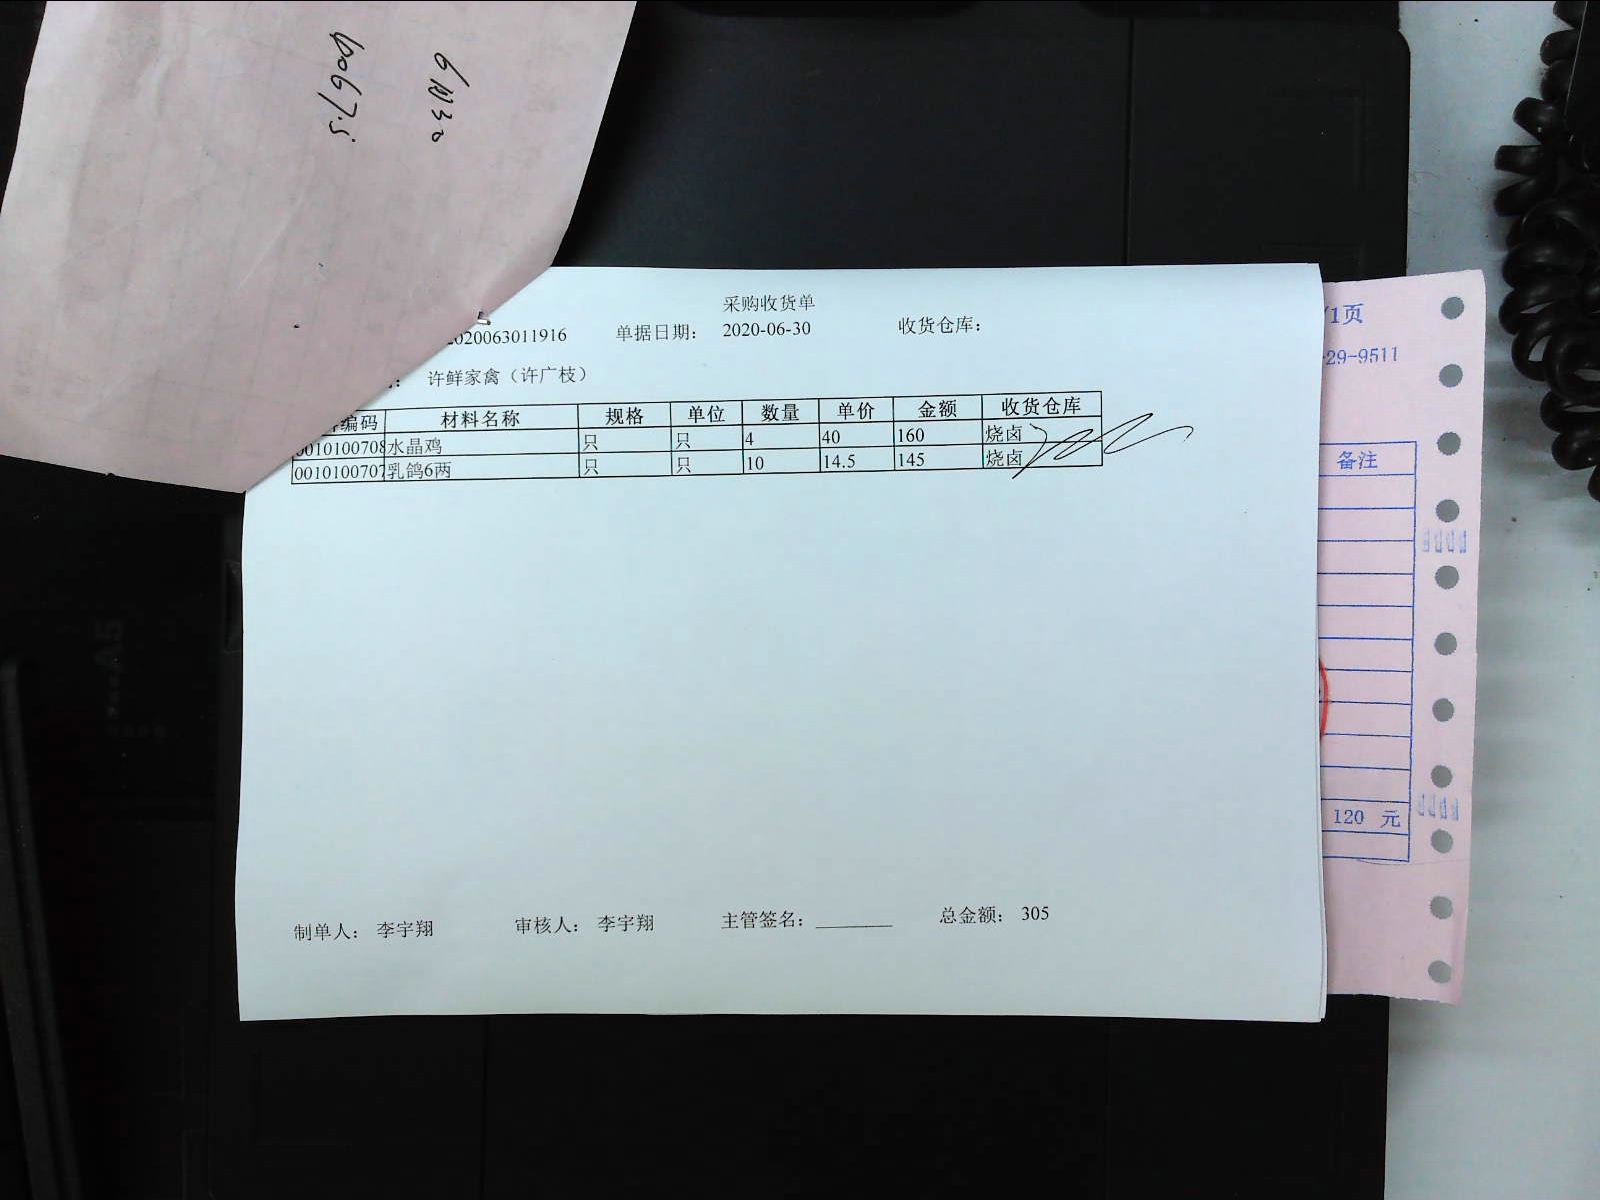 6月30
6067.5
采购收货单
2020063011916 单据日期： 2020-06-30 收货仓库：
： 许鲜家禽（许广枝）
编码 材料名称 规格 单位 数量 单价 金额 收货仓库
0010100708 水晶鸡 只 只 4 40 160 烧卤
0010100707 乳鸽6两 只 只 10 14.5 145 烧卤
制单人： 李宇翔 审核人： 李宇翔 主管签名： 总金额： 305
/1页
-29-9511
备注
120 元